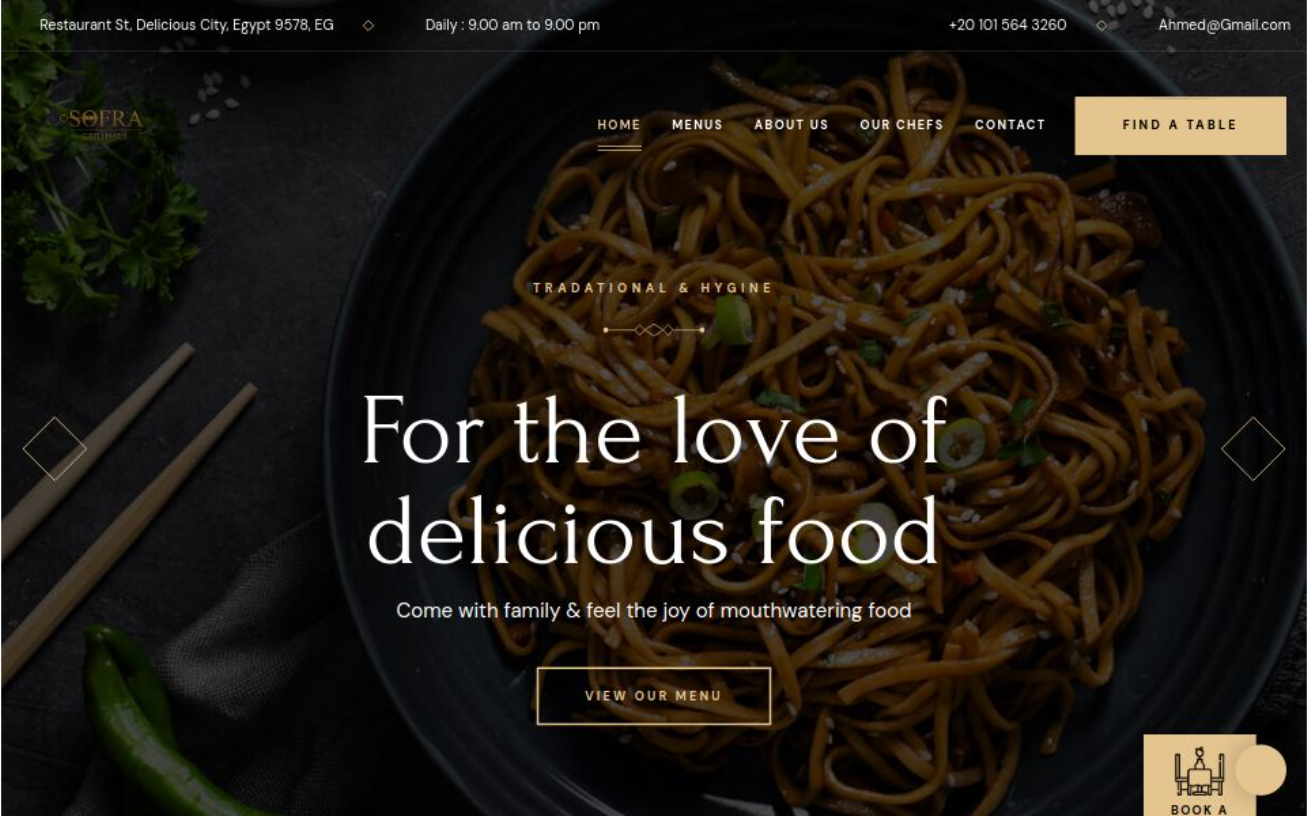 Restaurant St, Delicious City, Egypt 9578, EG
Daily : 9.00 am to 9.00 pm
+20 101 564 3260
Ahmed@Gmail.com
SOFRA
GRILLHAUS
HOME
MENUS
ABOUT US
OUR CHEFS
CONTACT
FIND A TABLE
TRADATIONAL & HYGINE
For the love of
delicious food
Come with family & feel the joy of mouthwatering food
VIEW OUR MENU
BOOK A